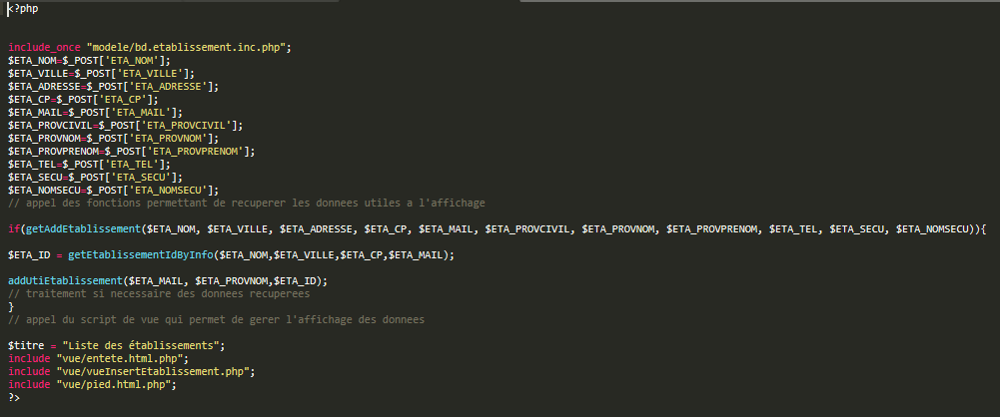 <?php
include_once "modele/bd.etablissement.inc.php";
$ETA_NOM=$_POST['ETA_NOM'];
$ETA_VILLE=$_POST['ETA_VILLE'];
$ETA_ADRESSE=$_POST['ETA_ADRESSE'];
$ETA_CP=$_POST['ETA_CP'];
$ETA_MAIL=$_POST['ETA_MAIL'];
$ETA_PROVCIVIL=$_POST['ETA_PROVCIVIL'];
$ETA_PROVNOM=$_POST['ETA_PROVNOM'];
$ETA_PROVPRENOM=$_POST['ETA_PROVPRENOM'];
$ETA_TEL=$_POST['ETA_TEL'];
$ETA_SECU=$_POST['ETA_SECU'];
$ETA_NOMSECU=$_POST['ETA_NOMSECU'];
// appel des fonctions permettant de recuperer les donnees utiles a l'affichage
if(getAddEtablissement($ETA_NOM, $ETA_VILLE, $ETA_ADRESSE, $ETA_CP, $ETA_MAIL, $ETA_PROVCIVIL, $ETA_PROVNOM, $ETA_PROVPRENOM, $ETA_TEL, $ETA_SECU, $ETA_NOMSECU)){
$ETA_ID = getEtablissementIdByInfo($ETA_NOM,$ETA_VILLE,$ETA_CP,$ETA_MAIL);
addUtiEtablissement($ETA_MAIL, $ETA_PROVNOM,$ETA_ID);
// traitement si necessaire des donnees recuperees
}
// appel du script de vue qui permet de gerer l'affichage des donnees
$titre = "Liste des établissements";
include "vue/entete.html.php";
include "vue/vueInsertEtablissement.php";
include "vue/pied.html.php";
?>